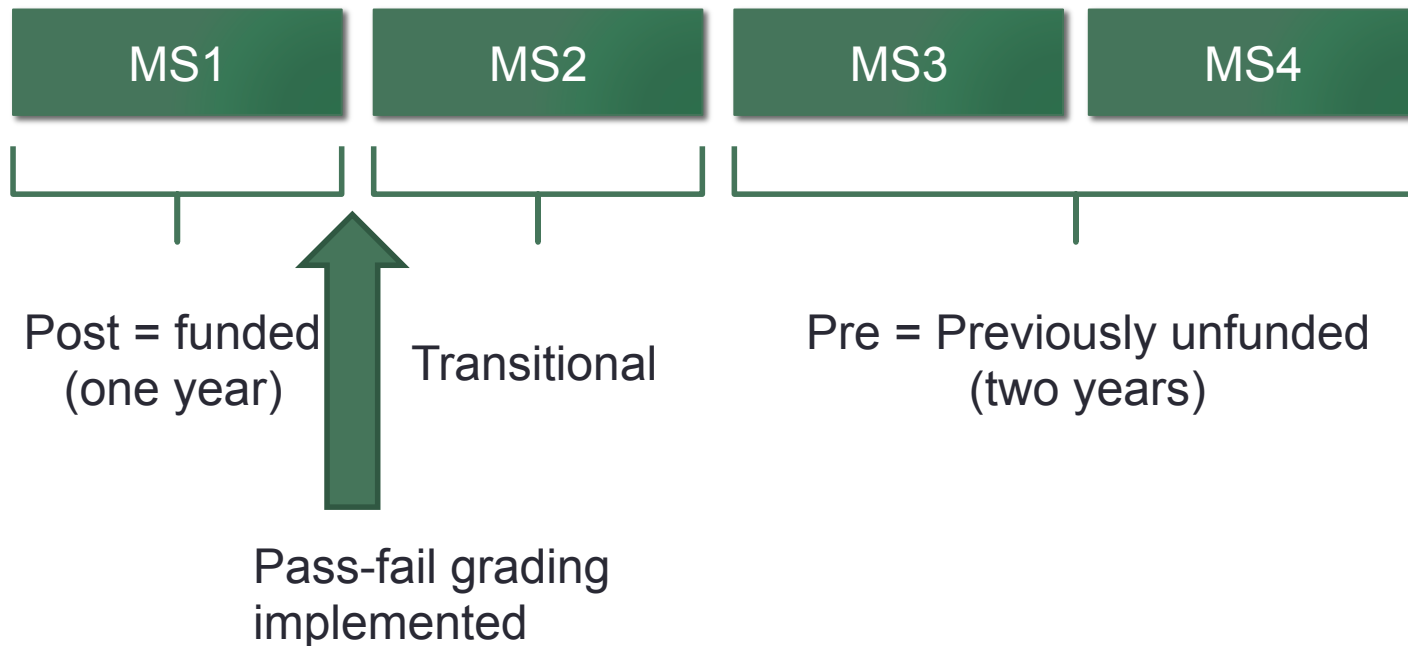 MS1
MS2
MS3
MS4
Post = funded
(one year)
Transitional
Pre = Previously unfunded
(two years)
Pass-fail grading
implemented